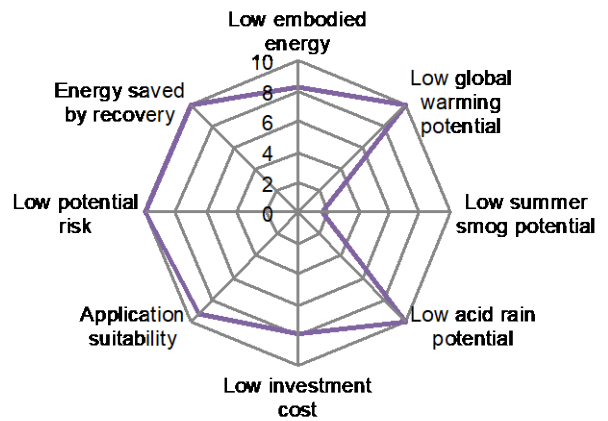 Low embodied
energy
10
8
6
4
2
0
Low global
warming
potential
Low summer
smog potential
Low acid rain
potential
Low investment
cost
Application
suitability
Low potential
risk
Energy saved
by recovery